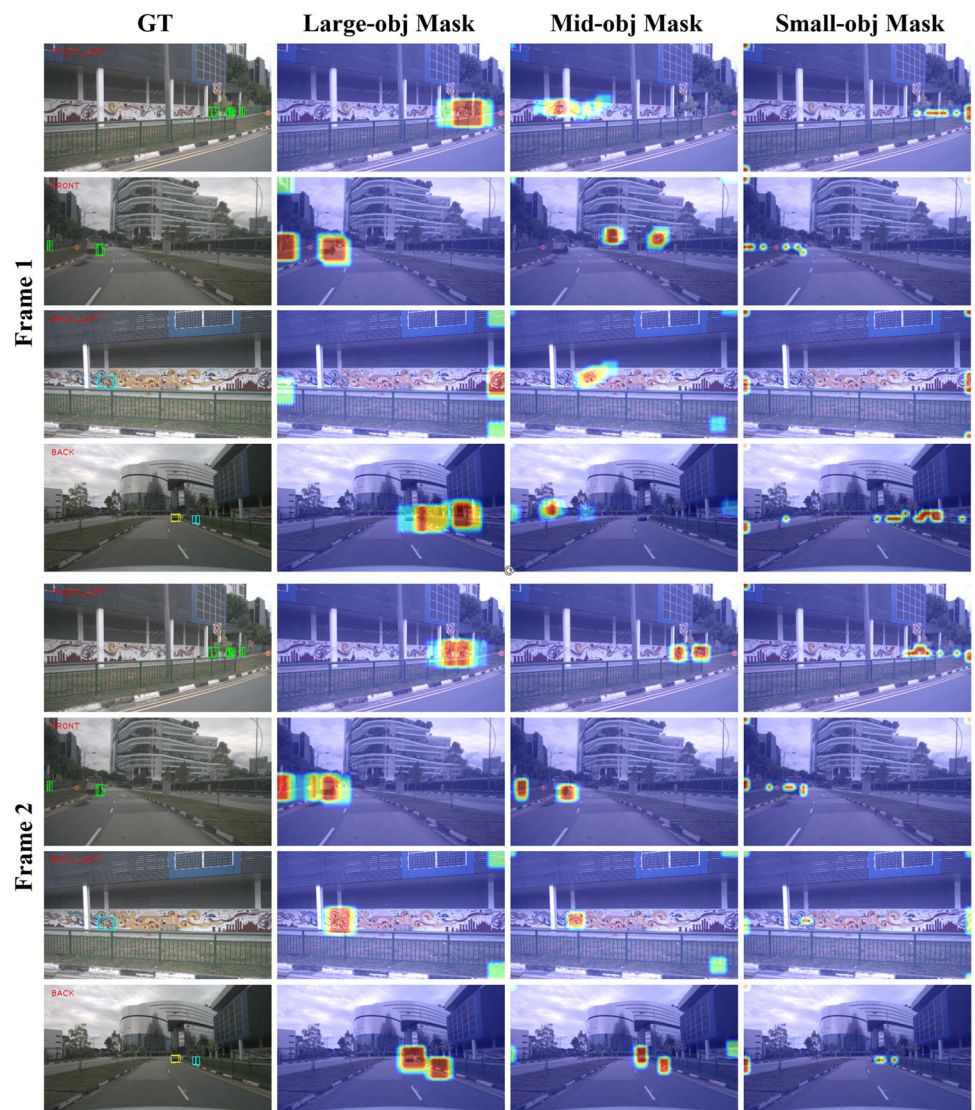 GT Large-obj Mask Mid-obj Mask Small-obj Mask
Frame 1
FRONT
BACK
Frame 2
FRONT
BACK